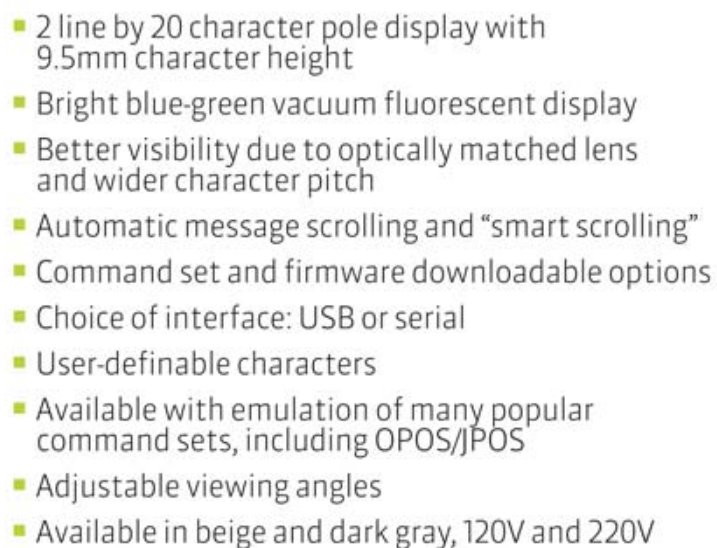 ▪ 2 line by 20 character pole display with
9.5mm character height
▪ Bright blue-green vacuum fluorescent display
▪ Better visibility due to optically matched lens
and wider character pitch
▪ Automatic message scrolling and “smart scrolling”
▪ Command set and firmware downloadable options
▪ Choice of interface: USB or serial
▪ User-definable characters
▪ Available with emulation of many popular
command sets, including OPOS/JPOS
▪ Adjustable viewing angles
▪ Available in beige and dark gray, 120V and 220V